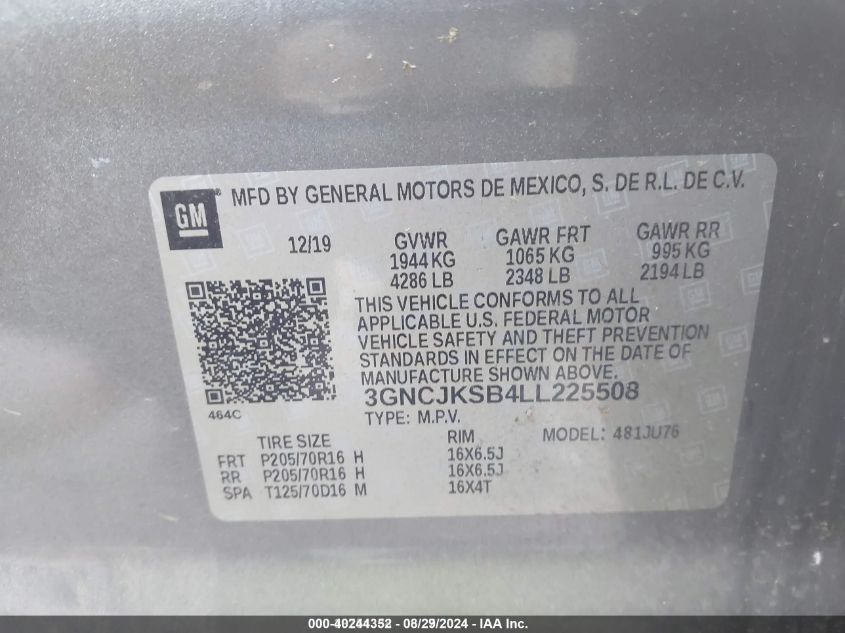 GM
MFD BY GENERAL MOTORS DE MEXICO, S. DE R.L. DE C.V.
12/19 GVWR GAWR FRT GAWR RR
1944 KG 1065 KG 995 KG
4286 LB 2348 LB 2194 LB
THIS VEHICLE CONFORMS TO ALL
APPLICABLE U.S. FEDERAL MOTOR
VEHICLE SAFETY AND THEFT PREVENTION
STANDARDS IN EFFECT ON THE DATE OF
MANUFACTURE SHOWN ABOVE.
3GNCJKSB4LL225508
464C
TYPE: M.P.V.
TIRE SIZE RIM MODEL: 481JU76
FRT P205/70R16 H 16X6.5J
RR P205/70R16 H 16X6.5J
SPA T125/70D16 M 16X4T
000-40244352 - 08/29/2024 - IAA Inc.